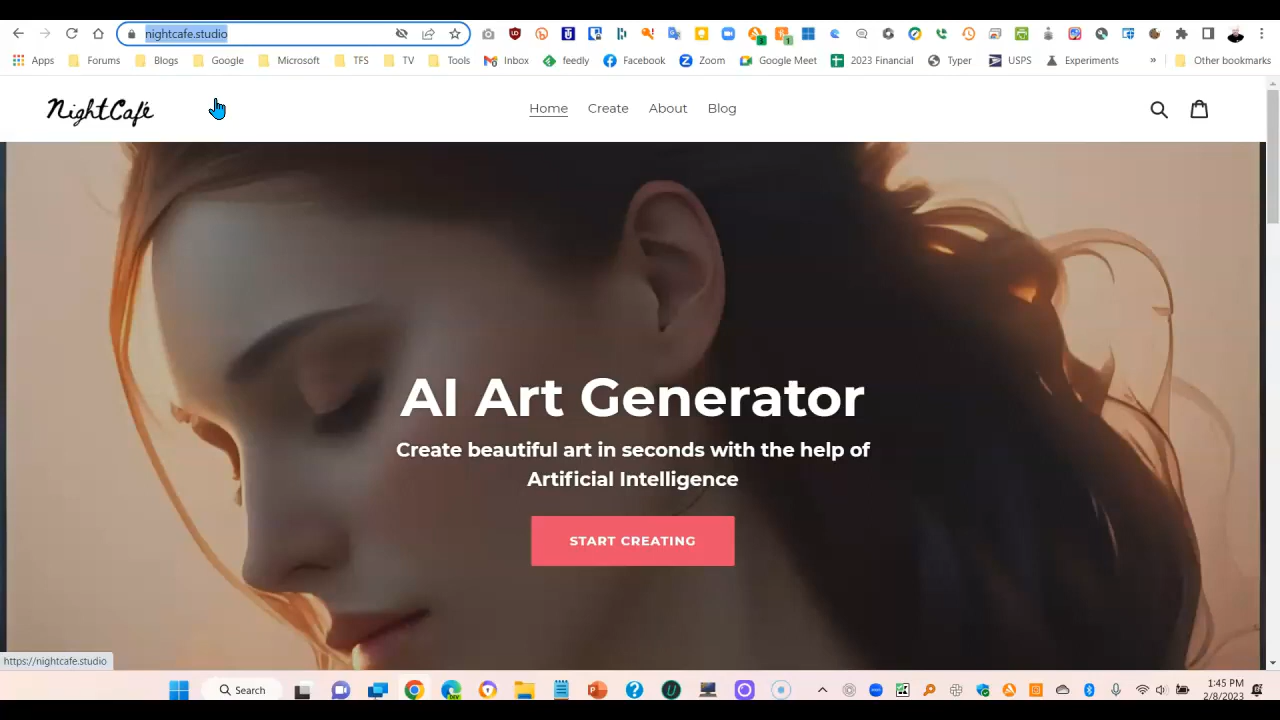 nightcafe.studio
Apps Forums Blogs Google Microsoft TFS TV Tools Inbox feedly Facebook Zoom Google Meet 2023 Financial Typer USPS Experiments » Other bookmarks
NightCafé Home Create About Blog
AI Art Generator
Create beautiful art in seconds with the help of
Artificial Intelligence
START CREATING
https://nightcafe.studio
Search
1:45 PM
2/8/2023